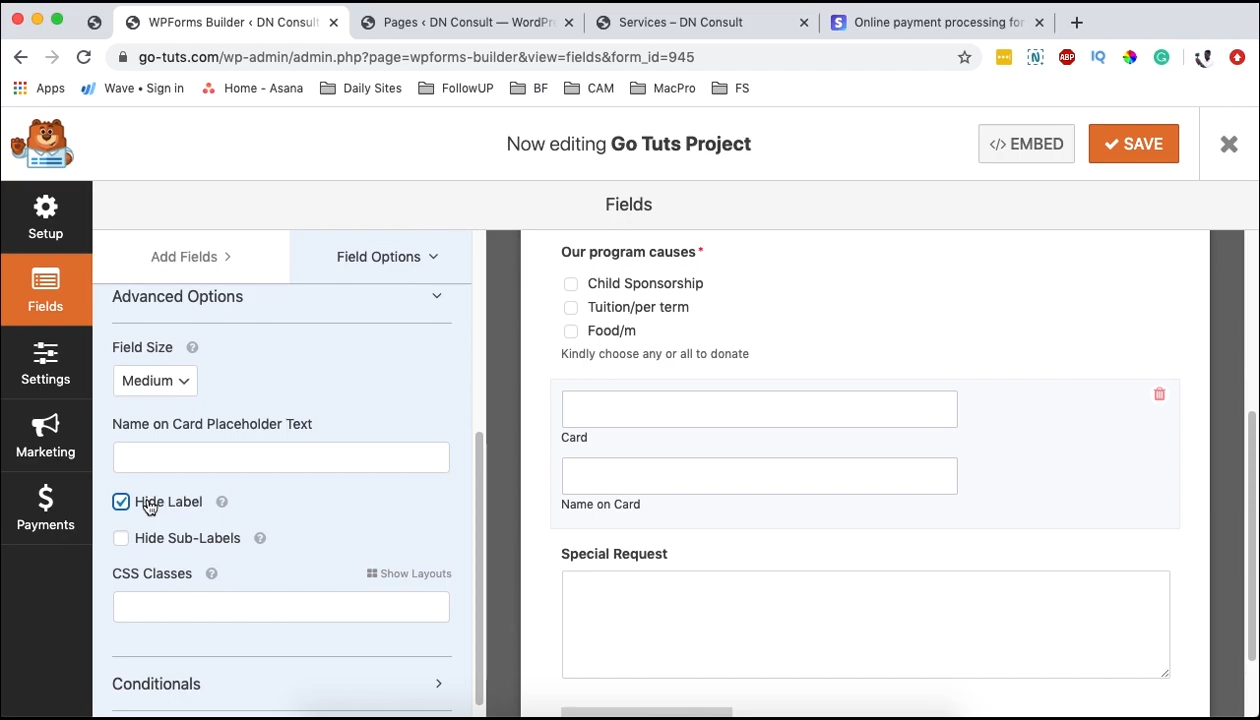 WPForms Builder ‹ DN Consult
Pages ‹ DN Consult — WordPre
Services – DN Consult
Online payment processing for
go-tuts.com/wp-admin/admin.php?page=wpforms-builder&view=fields&form_id=945
ABP
IQ
Apps
Wave • Sign in
Home - Asana
Daily Sites
FollowUP
BF
CAM
MacPro
FS
Now editing Go Tuts Project
</> EMBED
SAVE
Setup
Fields
Settings
Marketing
Payments
Fields
Add Fields
Field Options
Advanced Options
Field Size
Medium
Name on Card Placeholder Text
Hide Label
Hide Sub-Labels
CSS Classes
Show Layouts
Conditionals
Our program causes *
Child Sponsorship
Tuition/per term
Food/m
Kindly choose any or all to donate
Card
Name on Card
Special Request